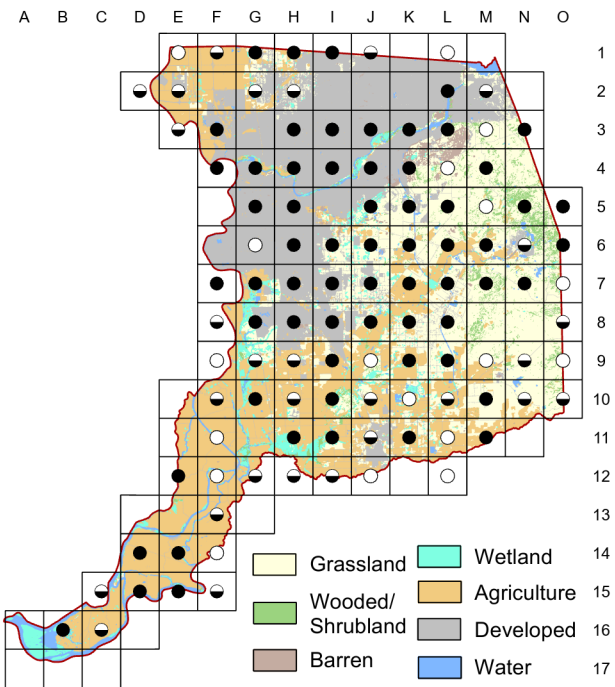 A B C D E F G H I J K L M N O
1
2
3
4
5
6
7
8
9
10
11
12
13
14
15
16
17
Grassland
Wooded/
Shrubland
Barren
Wetland
Agriculture
Developed
Water